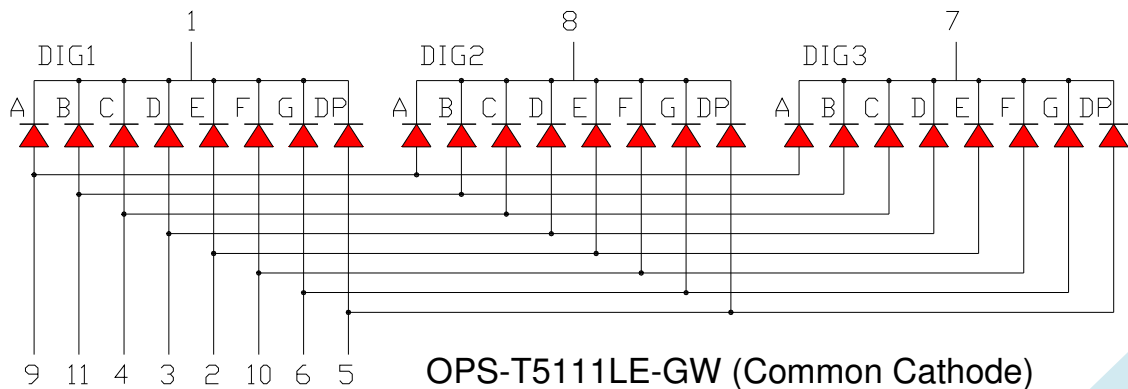 1 8 7
DIG1 DIG2 DIG3
A B C D E F G DP A B C D E F G DP A B C D E F G DP
9 11 4 3 2 10 6 5
OPS-T5111LE-GW (Common Cathode)